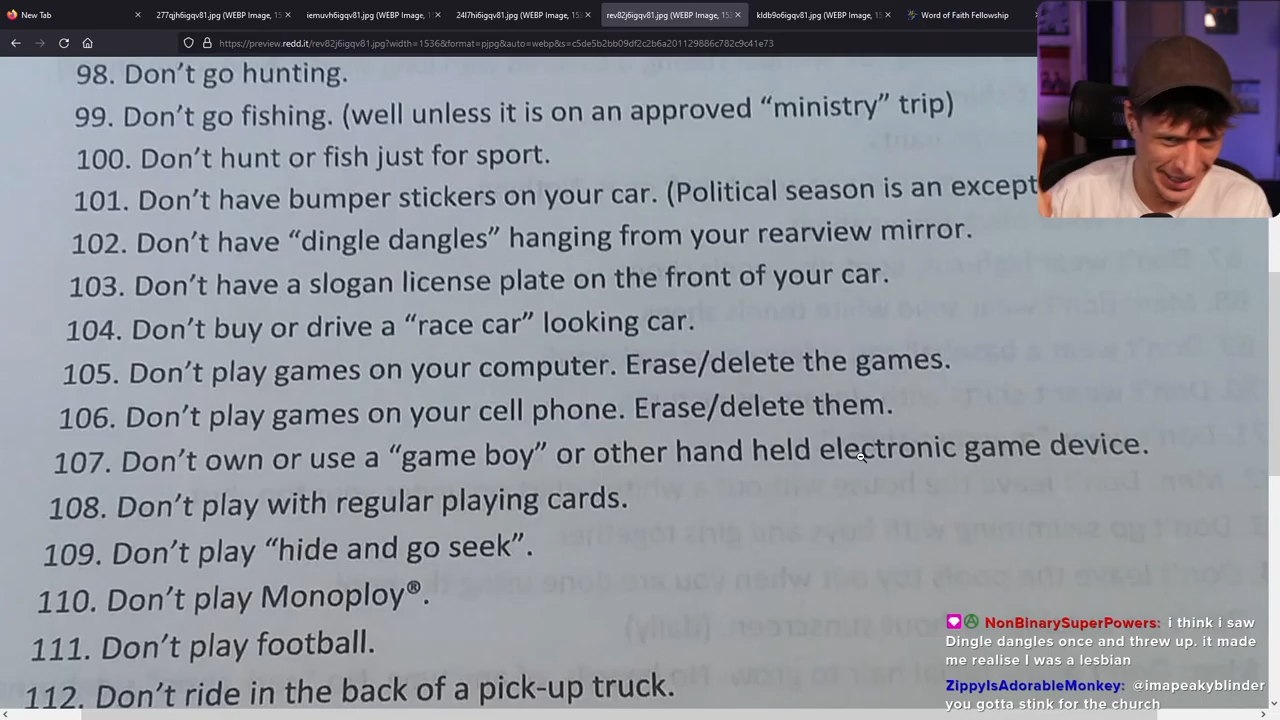 New Tab
277qjh6igqv81.jpg (WEBP Image, 15
iemuvh6igqv81.jpg (WEBP Image, 15
24l7hi6igqv81.jpg (WEBP Image, 15
rev82j6igqv81.jpg (WEBP Image, 15
kldb9o6igqv81.jpg (WEBP Image, 15
Word of Faith Fellowship
https://preview.redd.it/rev82j6igqv81.jpg?width=1536&format=pjpg&auto=webp&s=c5de5b2bb09df2c2b6a201129886c782c9c41e73
98. Don't go hunting.
99. Don't go fishing. (well unless it is on an approved “ministry” trip)
100. Don't hunt or fish just for sport.
101. Don't have bumper stickers on your car. (Political season is an except
102. Don't have “dingle dangles” hanging from your rearview mirror.
103. Don't have a slogan license plate on the front of your car.
104. Don't buy or drive a “race car” looking car.
105. Don't play games on your computer. Erase/delete the games.
106. Don't play games on your cell phone. Erase/delete them.
107. Don't own or use a “game boy” or other hand held electronic game device.
108. Don't play with regular playing cards.
109. Don't play “hide and go seek”.
110. Don't play Monoploy®.
111. Don't play football.
112. Don't ride in the back of a pick-up truck.
NonBinarySuperPowers: i think i saw
Dingle dangles once and threw up. it made
me realise I was a lesbian
ZippyIsAdorableMonkey: @imapeakyblinder
you gotta stink for the church